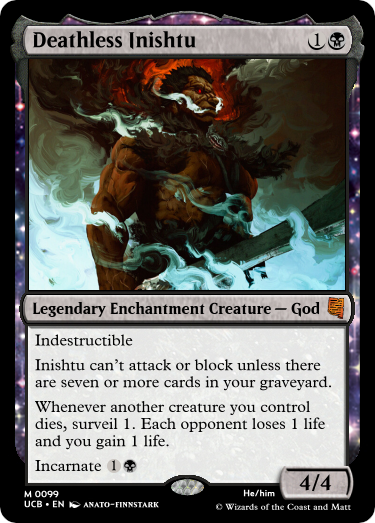 Deathless Inishtu 1
Legendary Enchantment Creature — God
Indestructible
Inishtu can't attack or block unless there
are seven or more cards in your graveyard.
Whenever another creature you control
dies, surveil 1. Each opponent loses 1 life
and you gain 1 life.
Incarnate 1
4/4
M 0099 He/him
UCB • EN ANATO-FINNSTARK © Wizards of the Coast and Matt